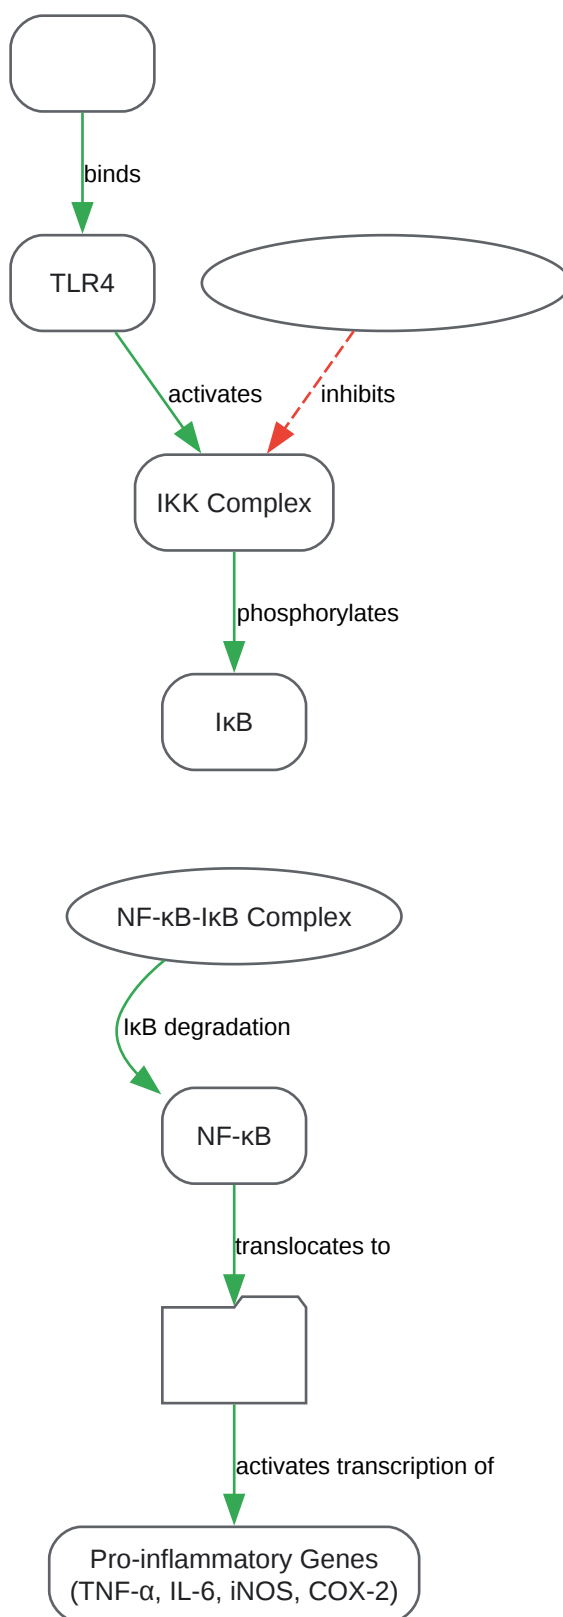 binds
TLR4
activates
inhibits
IKK Complex
phosphorylates
IκB
NF-κB-IκB Complex
IκB degradation
NF-κB
translocates to
activates transcription of
Pro-inflammatory Genes
(TNF-α, IL-6, iNOS, COX-2)